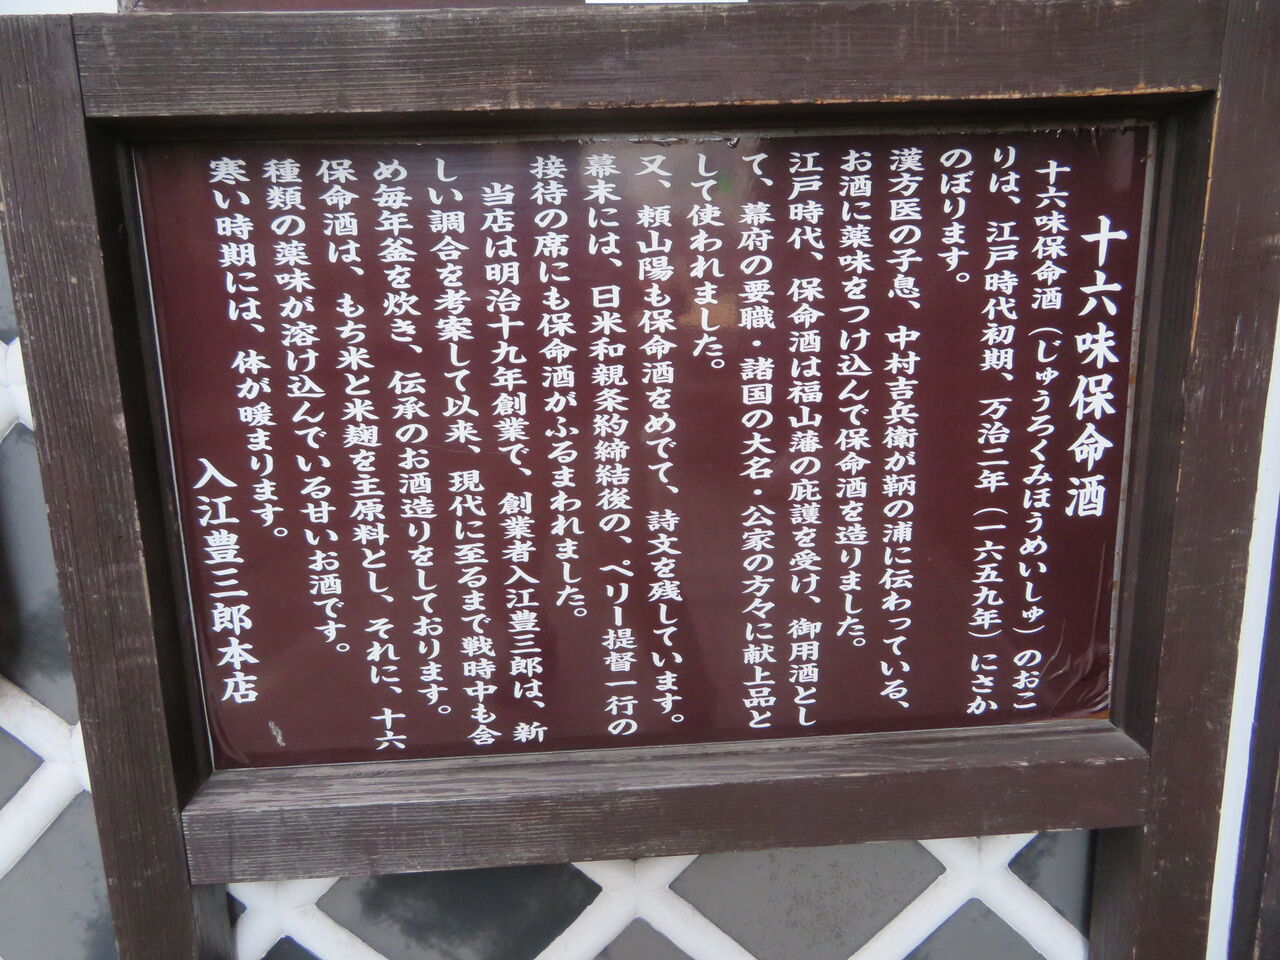 十六味保命酒
十六味保命酒（じゅうろくみほうめいしゅ）のおこ
りは、江戸時代初期、万治二年（一六五九年）にさか
のぼります。
漢方医の子息、中村吉兵衛が鞆の浦に伝わっている、
お酒に薬味をつけ込んで保命酒を造りました。
江戸時代、保命酒は福山藩の庇護を受け、御用酒とし
て、幕府の要職・諸国の大名・公家の方々に献上品と
して使われました。
又、頼山陽も保命酒をめでて、詩文を残しています。
幕末には、日米和親条約締結後の、ペリー提督一行の
接待の席にも保命酒がふるまわれました。
当店は明治十九年創業で、創業者入江豊三郎は、新
しい調合を考案して以来、現代に至るまで戦時中も含
め毎年釜を炊き、伝承のお酒造りをしております。
保命酒は、もち米と米麹を主原料とし、それに、十六
種類の薬味が溶け込んでいる甘いお酒です。
寒い時期には、体が暖まります。
入江豊三郎本店